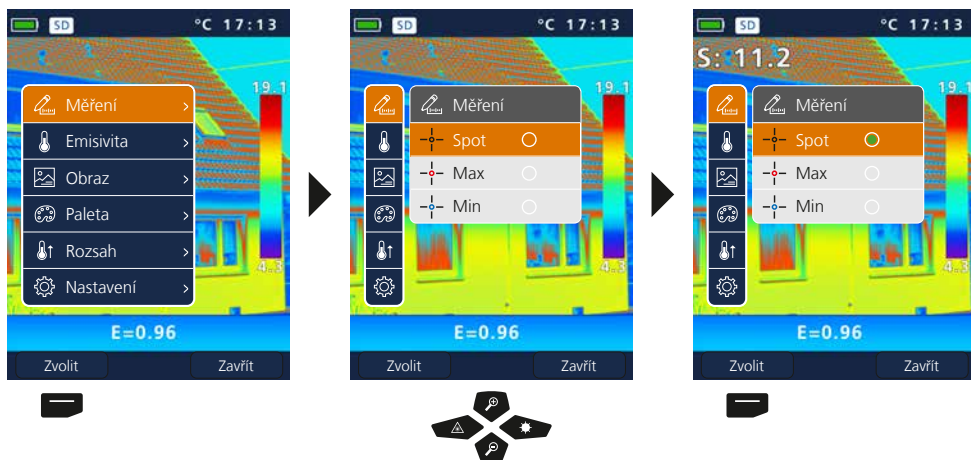 SD °C 17:13
19.1
Měření
Emisivita
Obraz
Paleta
Rozsah
Nastavení
E=0.96
Zvolit Zavřít
SD °C 17:13
19.1
Měření
Spot
Max
Min
4.3
E=0.96
Zvolit Zavřít
SD °C 17:13
S: 11.2
19.1
Měření
Spot
Max
Min
4.3
E=0.96
Zvolit Zavřít